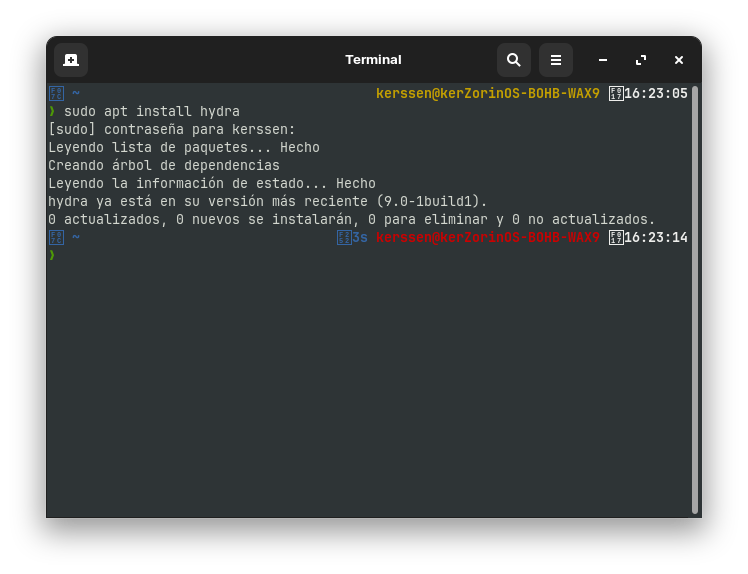 Terminal
~ kerssen@kerZorinOS-BOHB-WAX9 16:23:05
❯ sudo apt install hydra
[sudo] contraseña para kerssen:
Leyendo lista de paquetes... Hecho
Creando árbol de dependencias
Leyendo la información de estado... Hecho
hydra ya está en su versión más reciente (9.0-1build1).
0 actualizados, 0 nuevos se instalarán, 0 para eliminar y 0 no actualizados.
~ 3s kerssen@kerZorinOS-BOHB-WAX9 16:23:14
❯